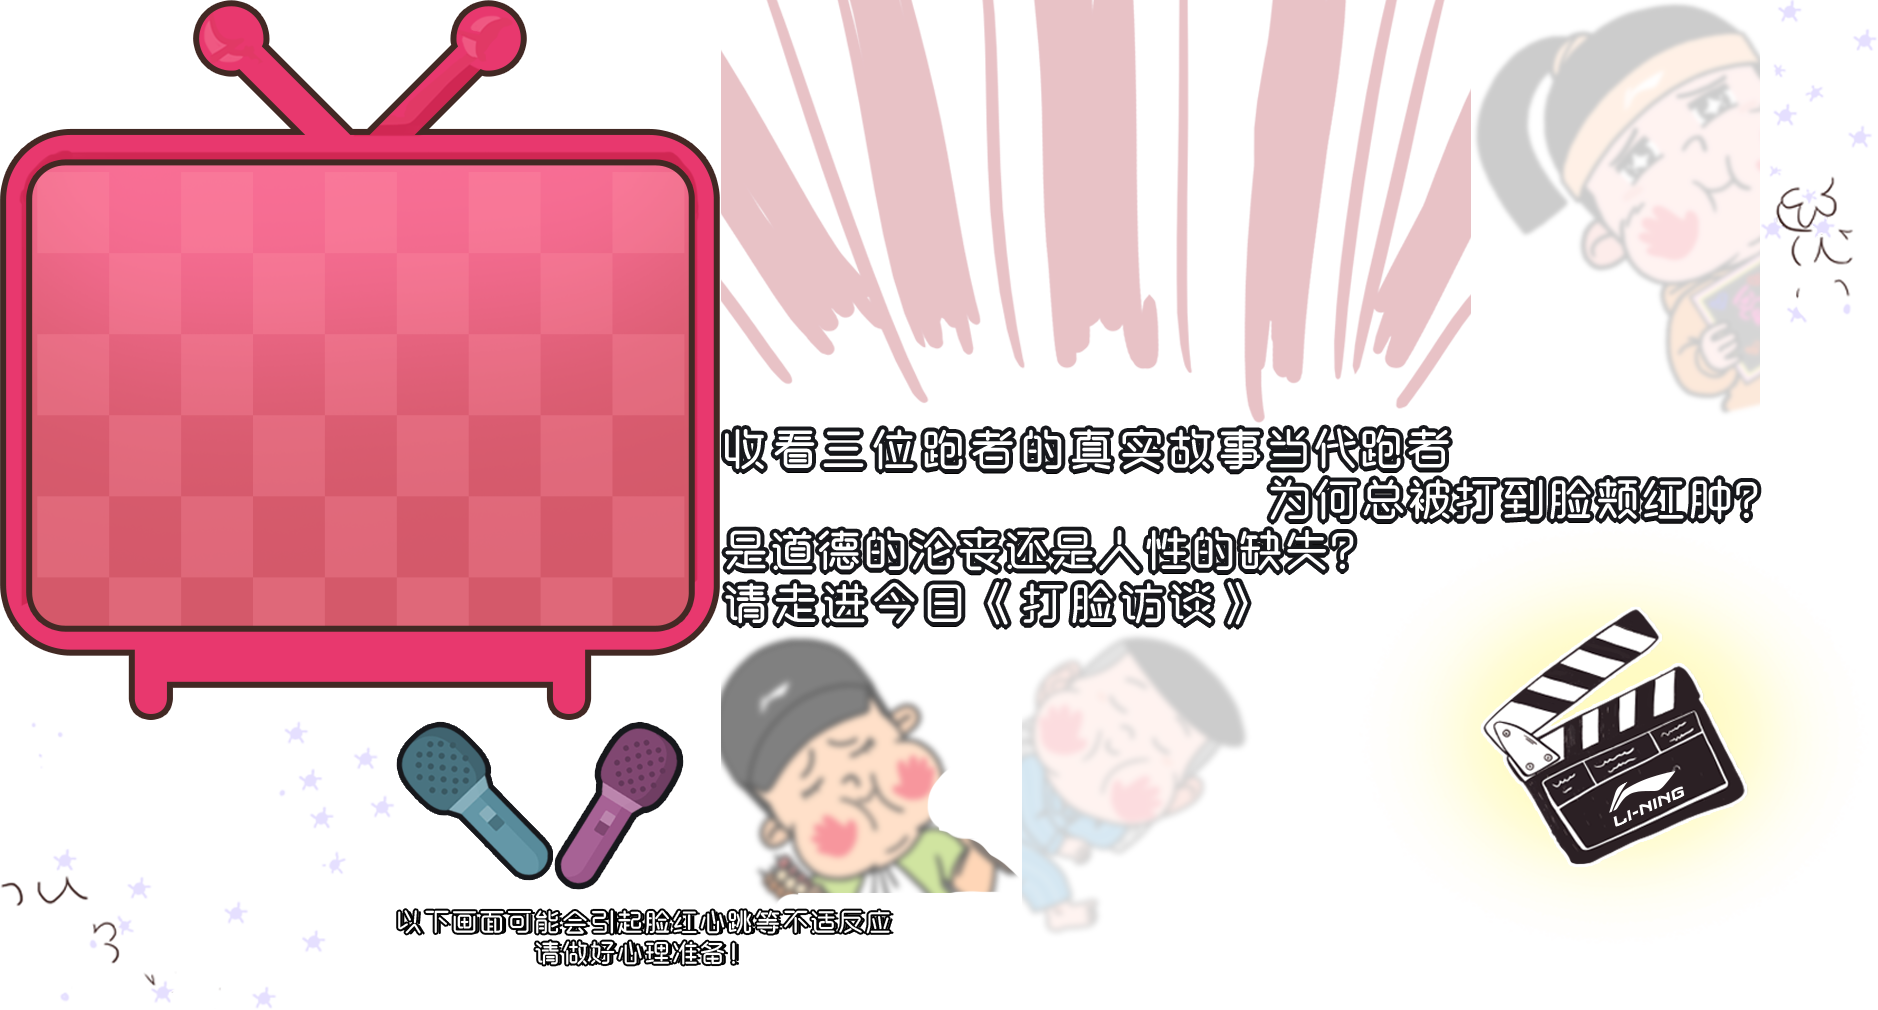 收看三位跑者的真实故事当代跑者
为何总被打到脸颊红肿?
是道德的沦丧还是人性的缺失?
请走进今日《打脸访谈》
LI-NING
以下画面可能会引起脸红心跳等不适反应
请做好心理准备!